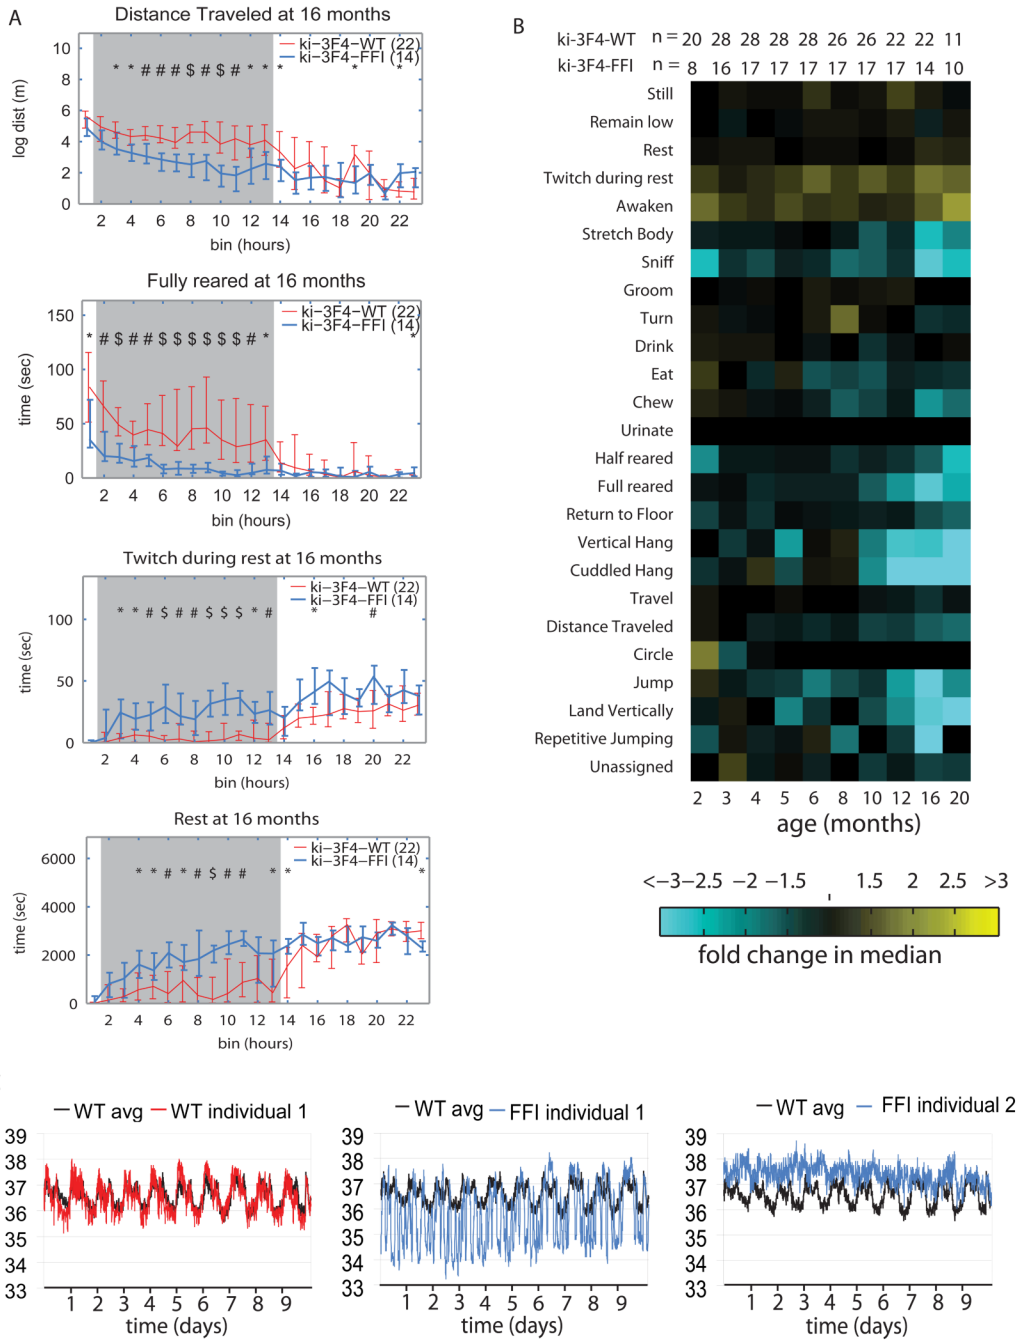 A
Distance Traveled at 16 months
ki−3F4−WT (22)
ki−3F4−FFI (14)
* * # # # $ # $ # * * * * *
log dist (m)
10
8
6
4
2
0
2 4 6 8 10 12 14 16 18 20 22
bin (hours)
Fully reared at 16 months
ki−3F4−WT (22)
ki−3F4−FFI (14)
* # $ # # $ $ $ $ $ $ # * *
time (sec)
150
100
50
0
2 4 6 8 10 12 14 16 18 20 22
bin (hours)
Twitch during rest at 16 months
ki−3F4−WT (22)
ki−3F4−FFI (14)
* * # $ # # $ $ $ * # * #
time (sec)
100
50
0
2 4 6 8 10 12 14 16 18 20 22
bin (hours)
Rest at 16 months
ki−3F4−WT (22)
ki−3F4−FFI (14)
* * # * # $ # # * * *
time (sec)
6000
4000
2000
0
2 4 6 8 10 12 14 16 18 20 22
bin (hours)
B
ki-3F4-WT n = 20 28 28 28 28 26 26 22 22 11
ki-3F4-FFI n = 8 16 17 17 17 17 17 17 14 10
Still
Remain low
Rest
Twitch during rest
Awaken
Stretch Body
Sniff
Groom
Turn
Drink
Eat
Chew
Urinate
Half reared
Full reared
Return to Floor
Vertical Hang
Cuddled Hang
Travel
Distance Traveled
Circle
Jump
Land Vertically
Repetitive Jumping
Unassigned
2 3 4 5 6 8 10 12 16 20
age (months)
<−3 −2.5 −2 −1.5 1.5 2 2.5 >3
fold change in median
WT avg WT individual 1
39
38
37
36
35
34
33
1 2 3 4 5 6 7 8 9
time (days)
WT avg FFI individual 1
39
38
37
36
35
34
33
1 2 3 4 5 6 7 8 9
time (days)
WT avg FFI individual 2
39
38
37
36
35
34
33
1 2 3 4 5 6 7 8 9
time (days)